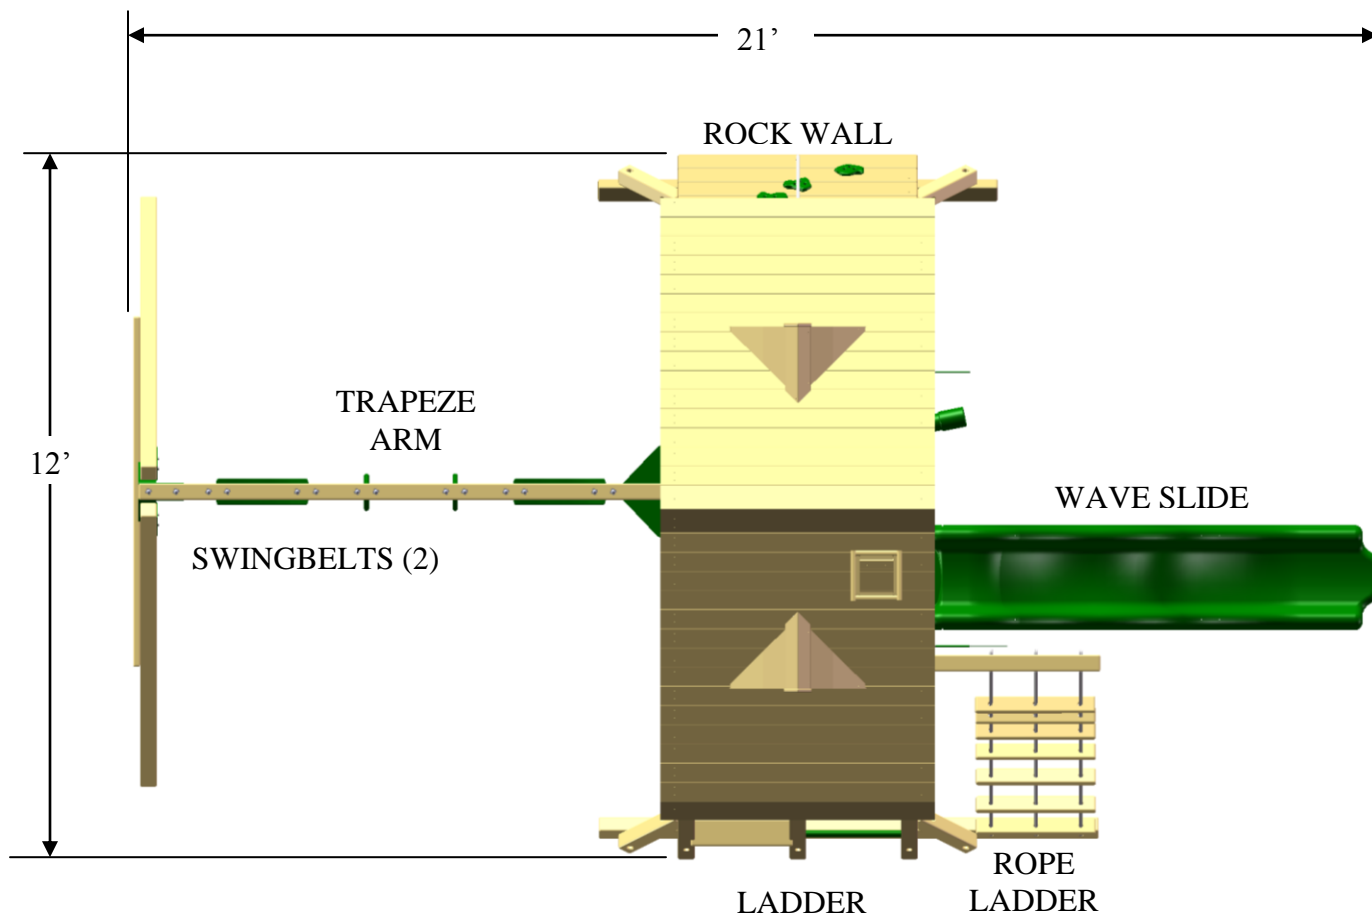 21’
ROCK WALL
TRAPEZE
ARM
12’
WAVE SLIDE
SWINGBELTS (2)
ROPE
LADDER
LADDER